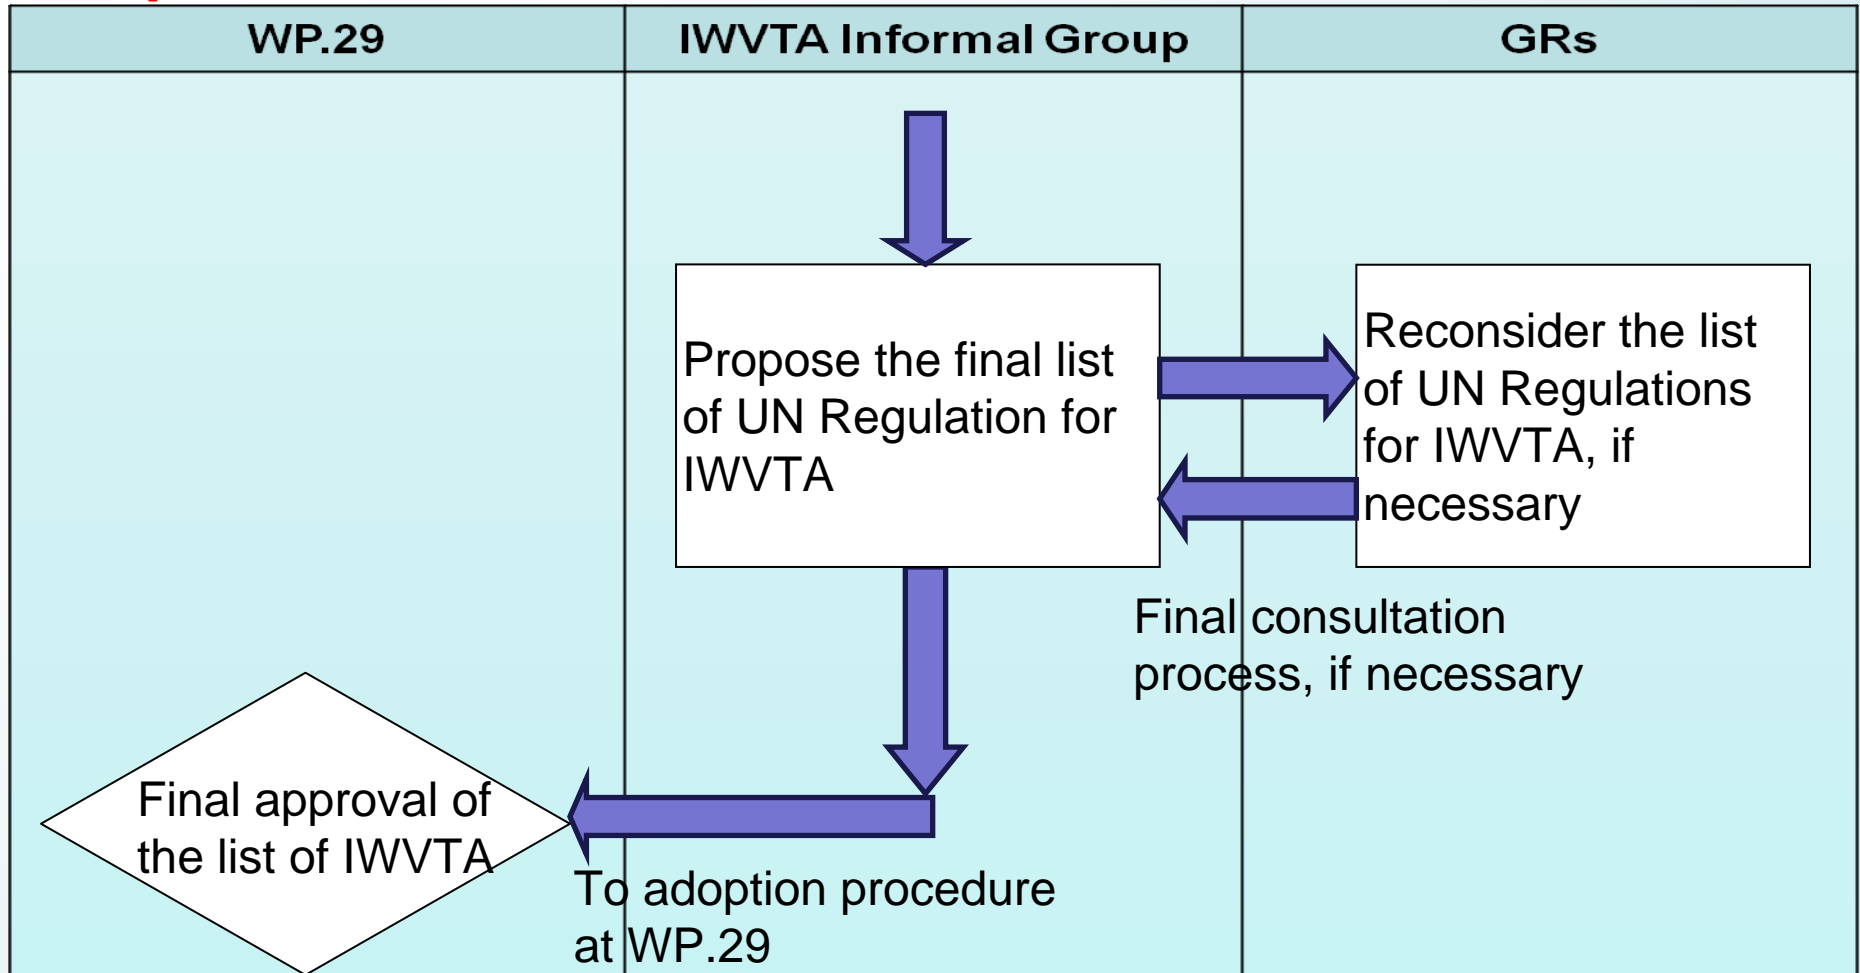 WP.29
IWVTA Informal Group
GRs
Propose the final list
of UN Regulation for
IWVTA
Reconsider the list
of UN Regulations
for IWVTA, if
necessary
Final consultation
process, if necessary
Final approval of
the list of IWVTA
To adoption procedure
at WP.29